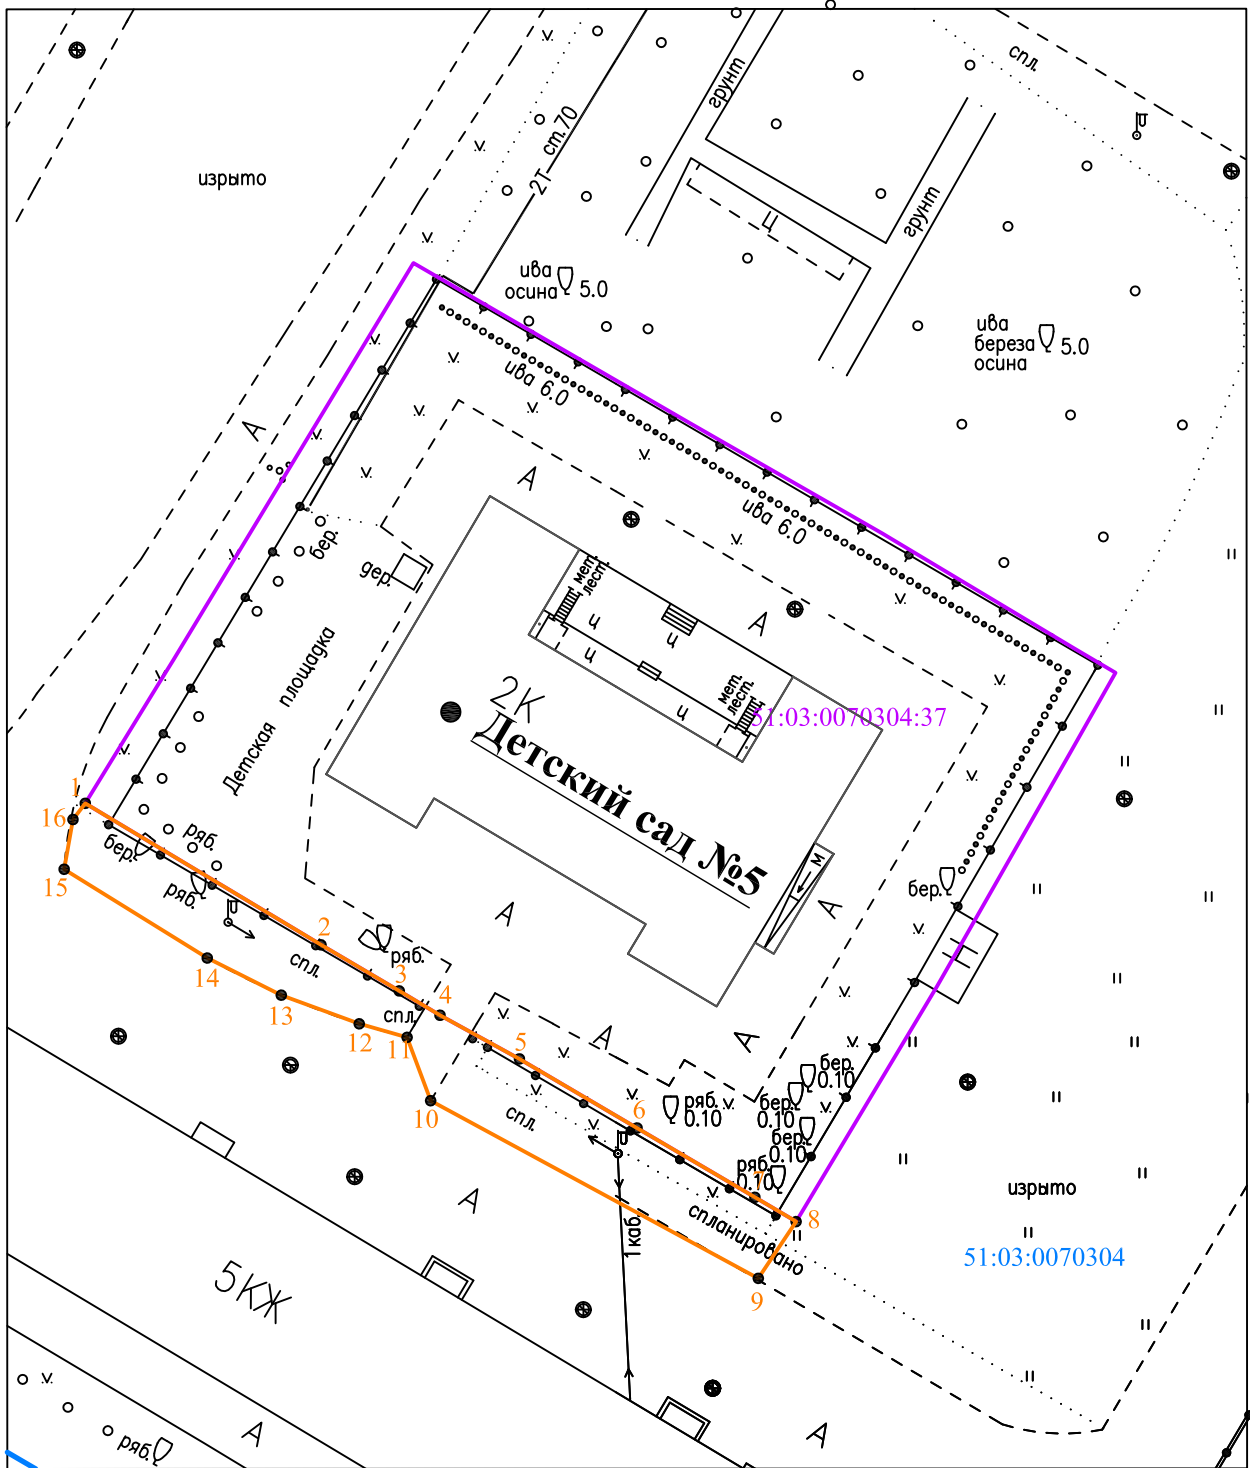 спл.
грунт
ст.70
2Т
изрыто
грунт
Ц
ива
осина 5.0
ива
береза 5.0
осина
ива 6.0
А
А
ива 6.0
бер.
дер.
мет.
лест.
А
ц
ц
ц
мет.
лест.
ц
Детская площадка
2К
51:03:0070304:37
Детский сад №5
1
16
бер.
ряб.
ряб.
15
м
бер.
А
А
2
ряб.
спл.
14
3
13
4
спл.
12
11
А
А
5
бер.
0.10
10
спл.
6
ряб.
0.10
бер.
0.10
бер.
0.10
ряб.
0.10
7
8
изрыто
А
спланировано
1каб.
51:03:0070304
9
5КЖ
А
А
ряб.